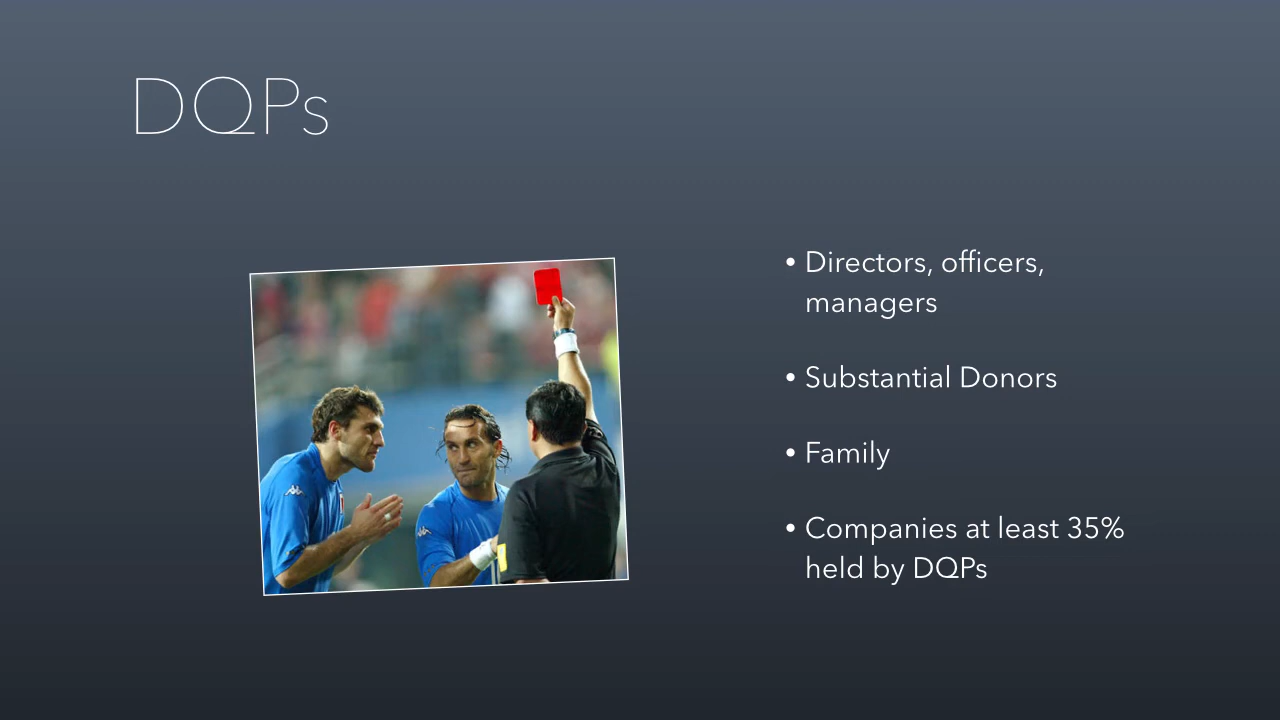 DQPs
• Directors, officers,
managers
• Substantial Donors
• Family
• Companies at least 35%
held by DQPs